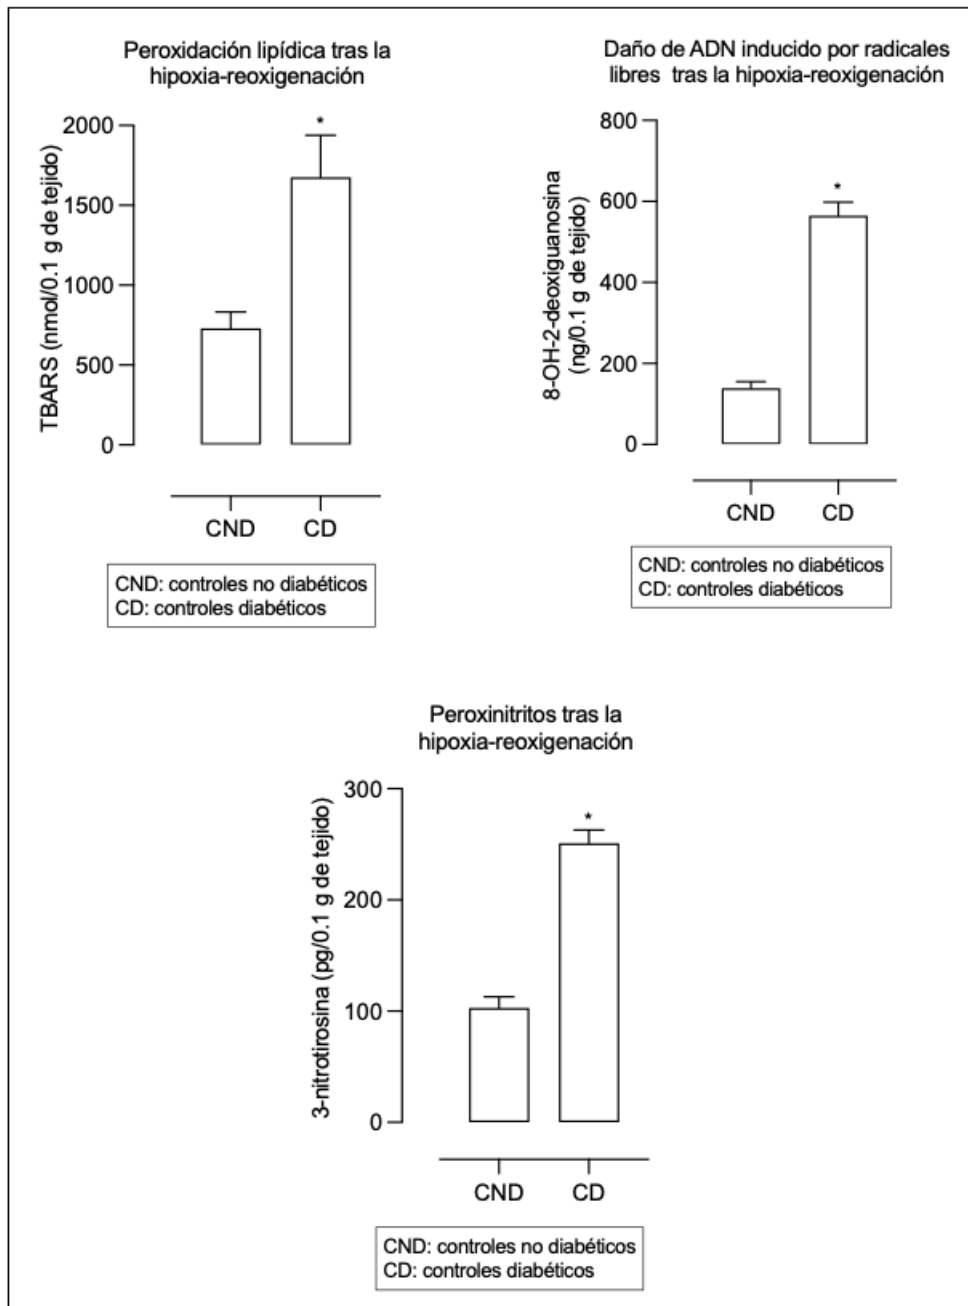 Peroxidación lipídica tras la
hipoxia-reoxigenación
TBARS (nmol/0.1 g de tejido)
2000
1500
1000
500
0
*
CND
CD
CND: controles no diabéticos
CD: controles diabéticos
Daño de ADN inducido por radicales
libres tras la hipoxia-reoxigenación
8-OH-2-deoxiguanosina
(ng/0.1 g de tejido)
800
600
400
200
0
*
CND
CD
CND: controles no diabéticos
CD: controles diabéticos
Peroxinitritos tras la
hipoxia-reoxigenación
3-nitrotirosina (pg/0.1 g de tejido)
300
200
100
0
*
CND
CD
CND: controles no diabéticos
CD: controles diabéticos